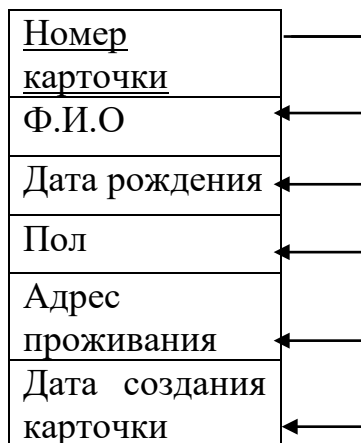 Номер
карточки
Ф.И.О
Дата рождения
Пол
Адрес
проживания
Дата создания
карточки